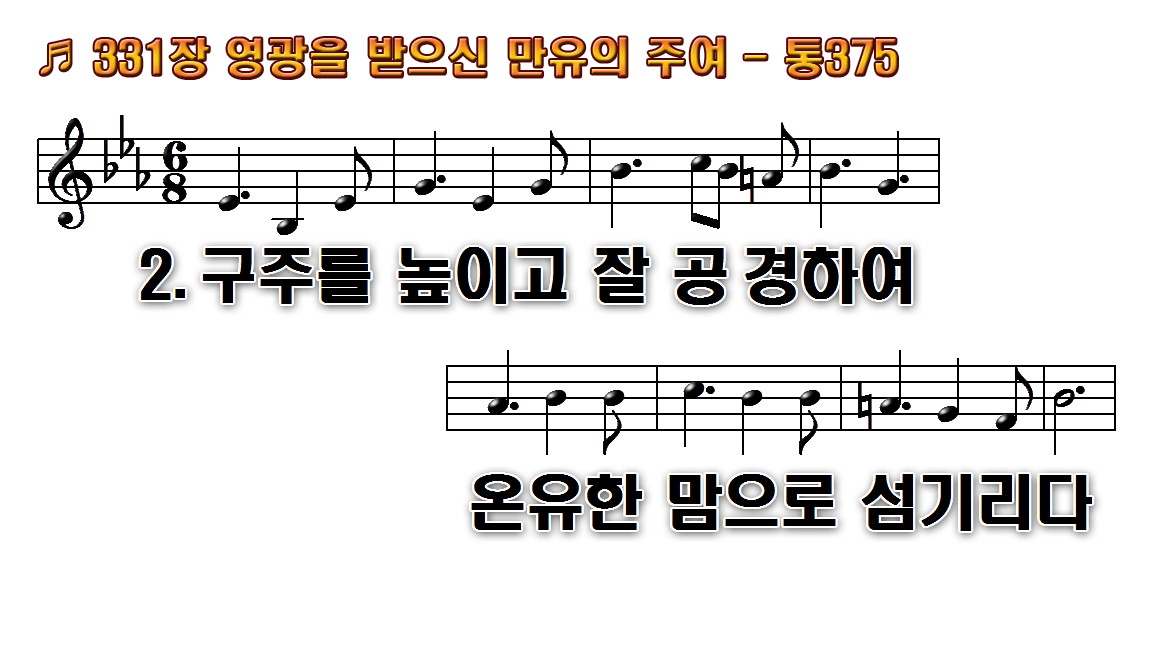 ♬ 331장 영광을 받으신 만유의 주여 - 통375
6
8
2. 구주를 높이고 잘 공경하여
온유한 맘으로 섬기리다